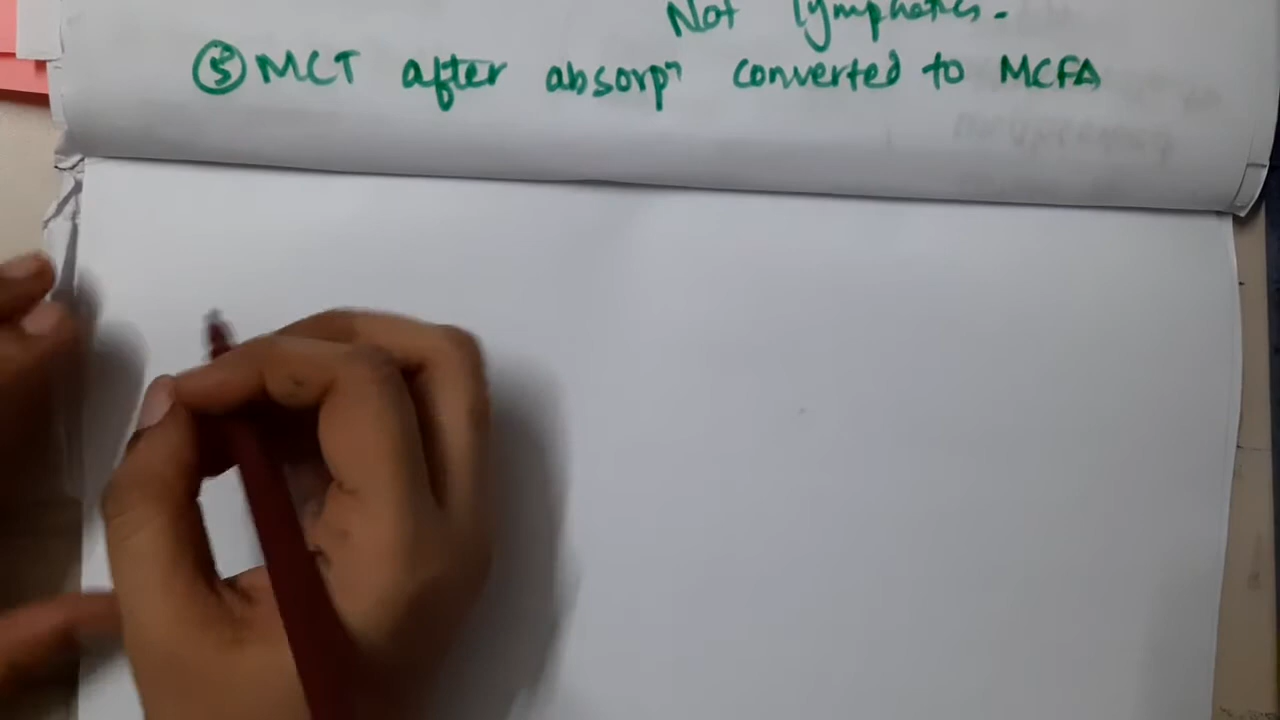 Not lymphatics.
⑤ MCT after absorpⁿ converted to MCFA